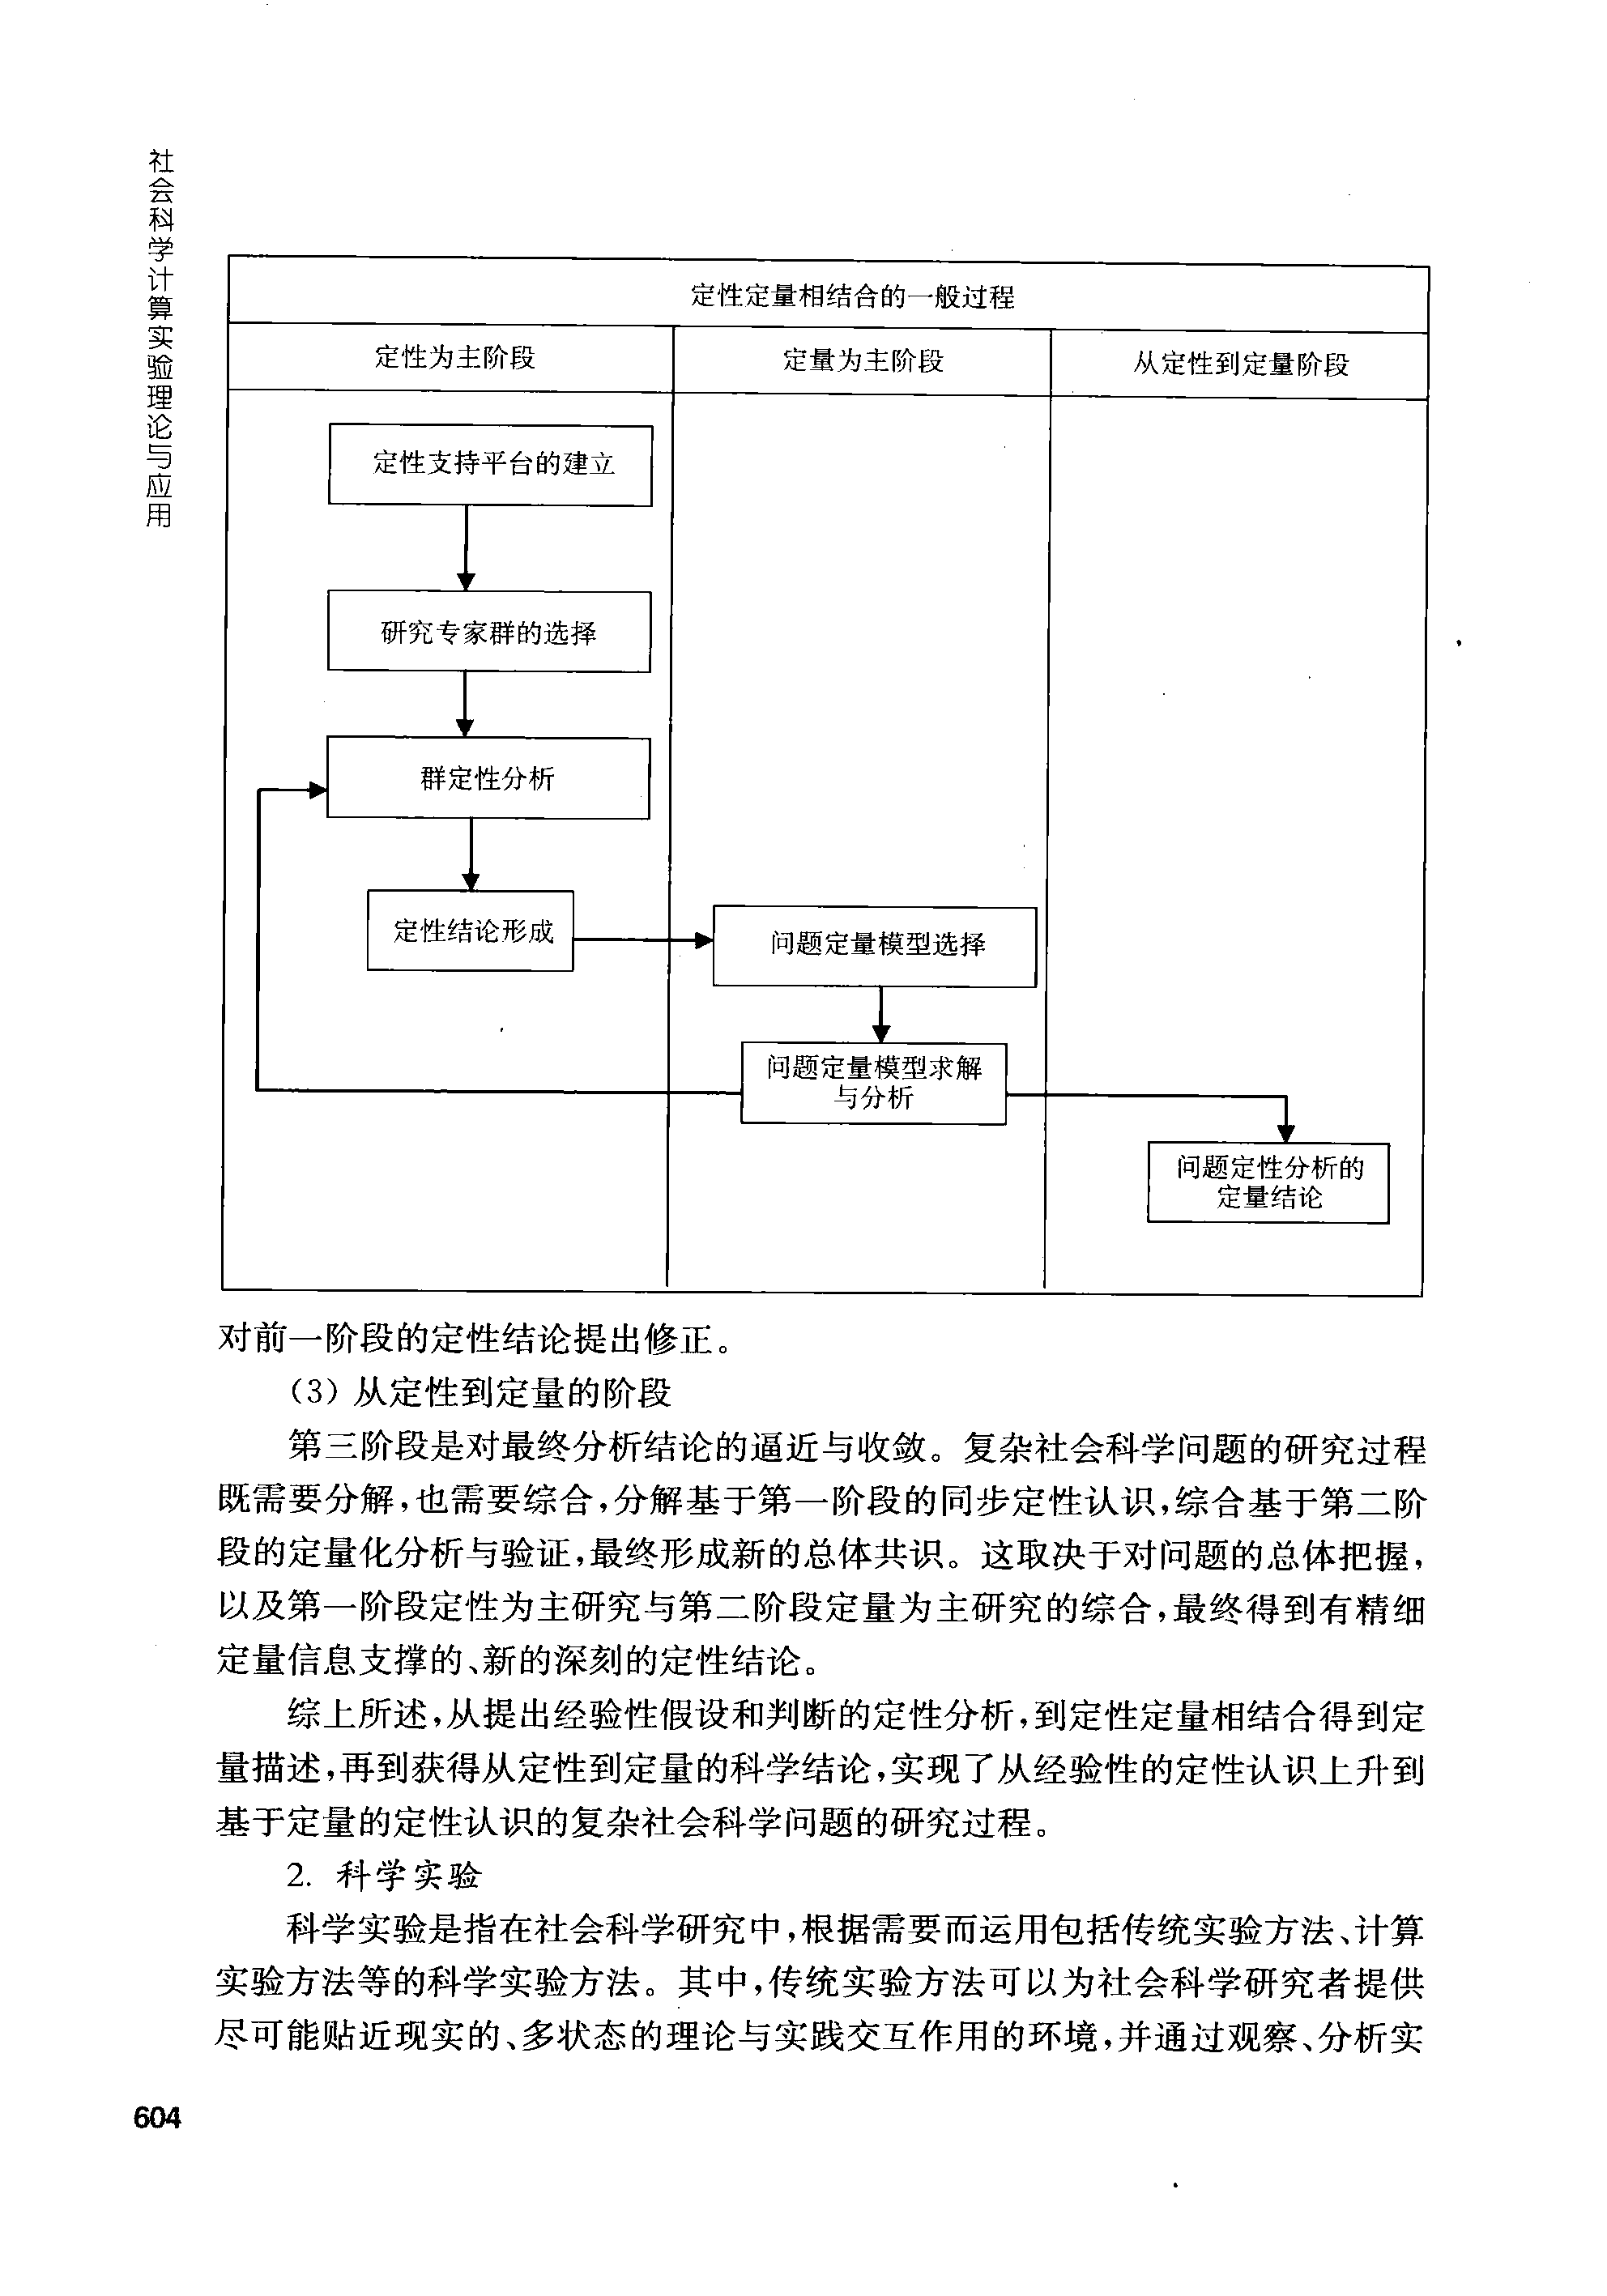 社会科学计算实验理论与应用
定性定量相结合的一般过程
定性为主阶段
定量为主阶段
从定性到定量阶段
定性支持平台的建立
研究专家群的选择
群定性分析
定性结论形成
问题定量模型选择
问题定量模型求解
与分析
问题定性分析的
定量结论
对前一阶段的定性结论提出修正。
（3）从定性到定量的阶段
第三阶段是对最终分析结论的逼近与收敛。复杂社会科学问题的研究过程
既需要分解，也需要综合，分解基于第一阶段的同步定性认识，综合基于第二阶
段的定量化分析与验证，最终形成新的总体共识。这取决于对问题的总体把握，
以及第一阶段定性为主研究与第二阶段定量为主研究的综合，最终得到有精细
定量信息支撑的、新的深刻的定性结论。
综上所述，从提出经验性假设和判断的定性分析，到定性定量相结合得到定
量描述，再到获得从定性到定量的科学结论，实现了从经验性的定性认识上升到
基于定量的定性认识的复杂社会科学问题的研究过程。
2. 科学实验
科学实验是指在社会科学研究中，根据需要而运用包括传统实验方法、计算
实验方法等的科学实验方法。其中，传统实验方法可以为社会科学研究者提供
尽可能贴近现实的、多状态的理论与实践交互作用的环境，并通过观察、分析实
604